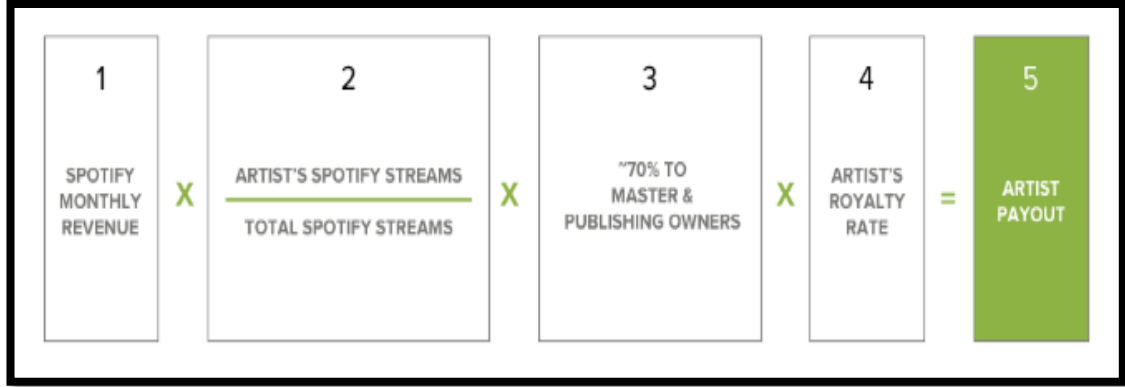 1
SPOTIFY
MONTHLY
REVENUE
X
2
ARTIST'S SPOTIFY STREAMS
TOTAL SPOTIFY STREAMS
X
3
~70% TO
MASTER &
PUBLISHING OWNERS
X
4
ARTIST'S
ROYALTY
RATE
=
5
ARTIST
PAYOUT